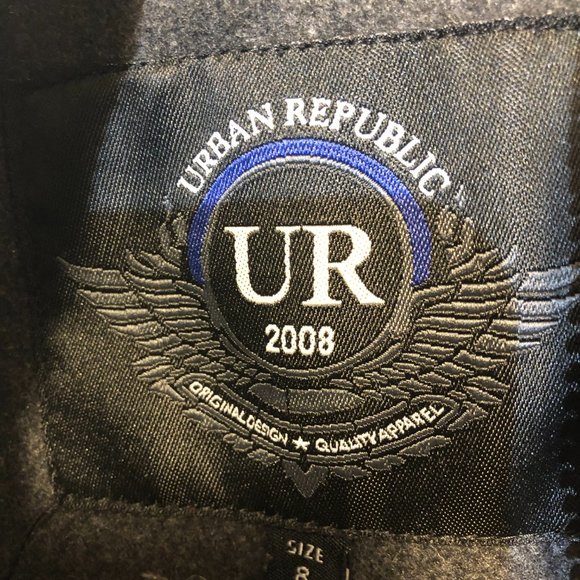 URBAN REPUBLIC
UR
2008
ORIGINAL DESIGN ★ QUALITY APPAREL
SIZE
8